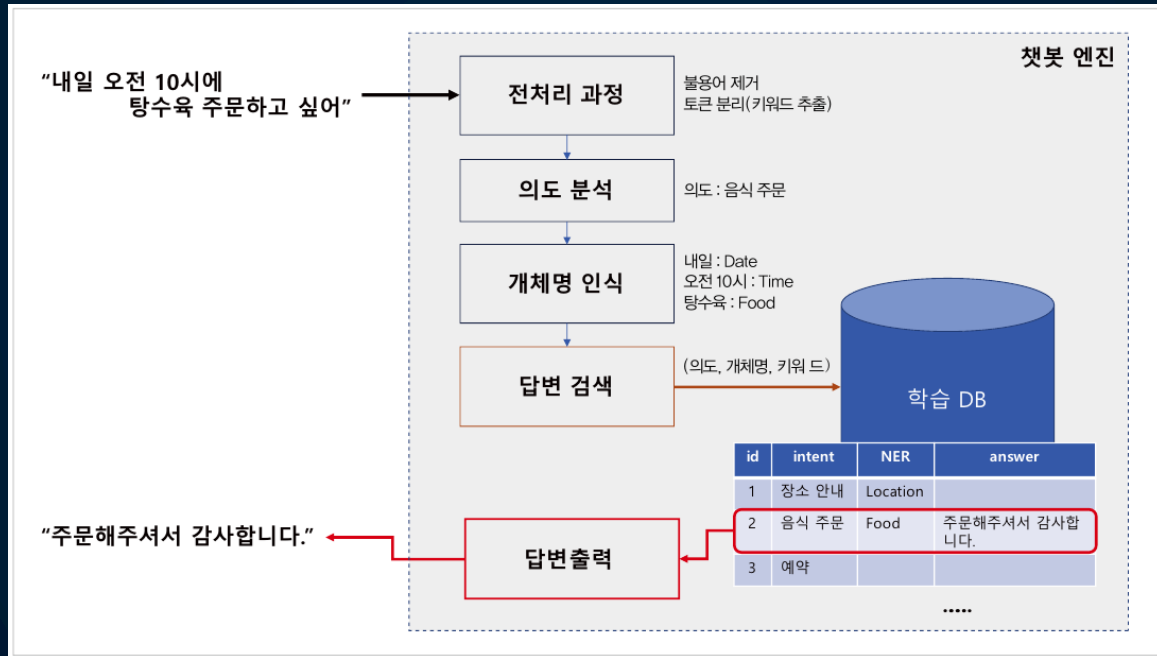 챗봇 엔진
“내일 오전 10시에
탕수육 주문하고 싶어”
전처리 과정
불용어 제거
토큰 분리(키워드 추출)
의도 분석
의도 : 음식 주문
개체명 인식
내일 : Date
오전 10시 : Time
탕수육 : Food
답변 검색
(의도, 개체명, 키워 드)
학습 DB
id intent NER answer
1 장소 안내 Location
2 음식 주문 Food 주문해주셔서 감사합
니다.
3 예약
.....
답변출력
“주문해주셔서 감사합니다.”